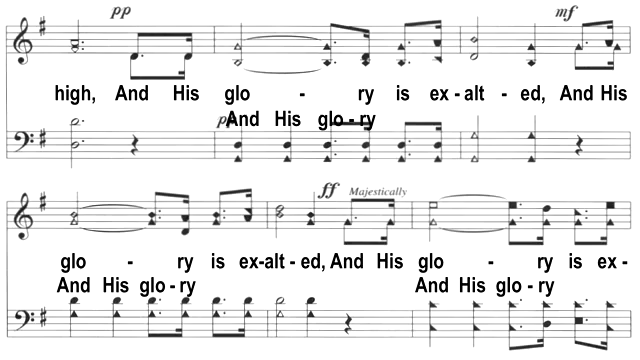 pp mf
high, And His glo - ry is ex - alt - ed, And His
pp And His glo - ry
ff Majestically
glo - ry is ex-alt - ed, And His glo - ry is ex -
And His glo - ry And His glo - ry